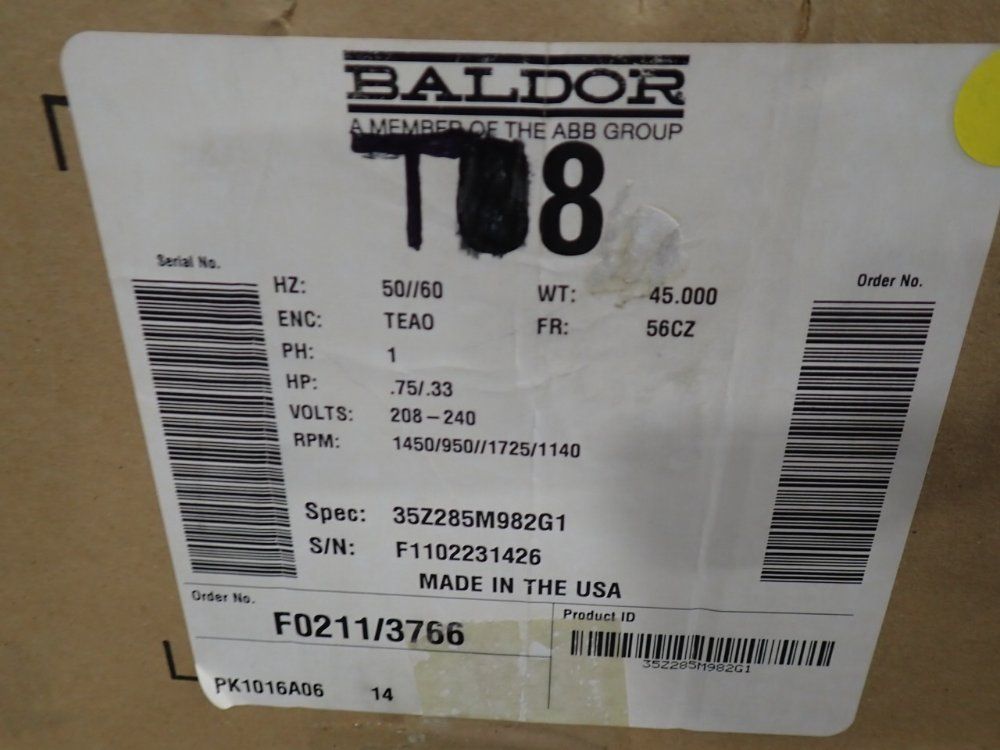 BALDOR
A MEMBER OF THE ABB GROUP
T 8
Serial No.
Order No.
HZ: 50//60 WT: 45.000
ENC: TEAO FR: 56CZ
PH: 1
HP: .75/.33
VOLTS: 208-240
RPM: 1450/950//1725/1140
Spec: 35Z285M982G1
S/N: F1102231426
MADE IN THE USA
Order No.
F0211/3766
Product ID
35Z285M982G1
PK1016A06 14